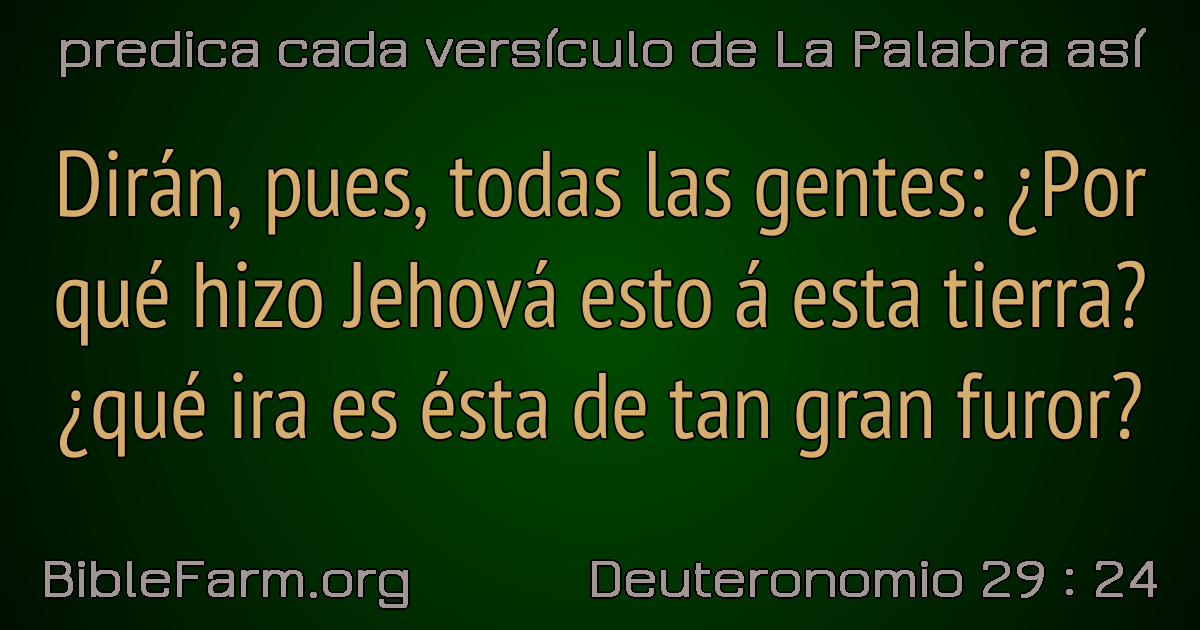 predica cada versículo de La Palabra así
Dirán, pues, todas las gentes: ¿Por
qué hizo Jehová esto á esta tierra?
¿qué ira es ésta de tan gran furor?
BibleFarm.org
Deuteronomio 29 : 24